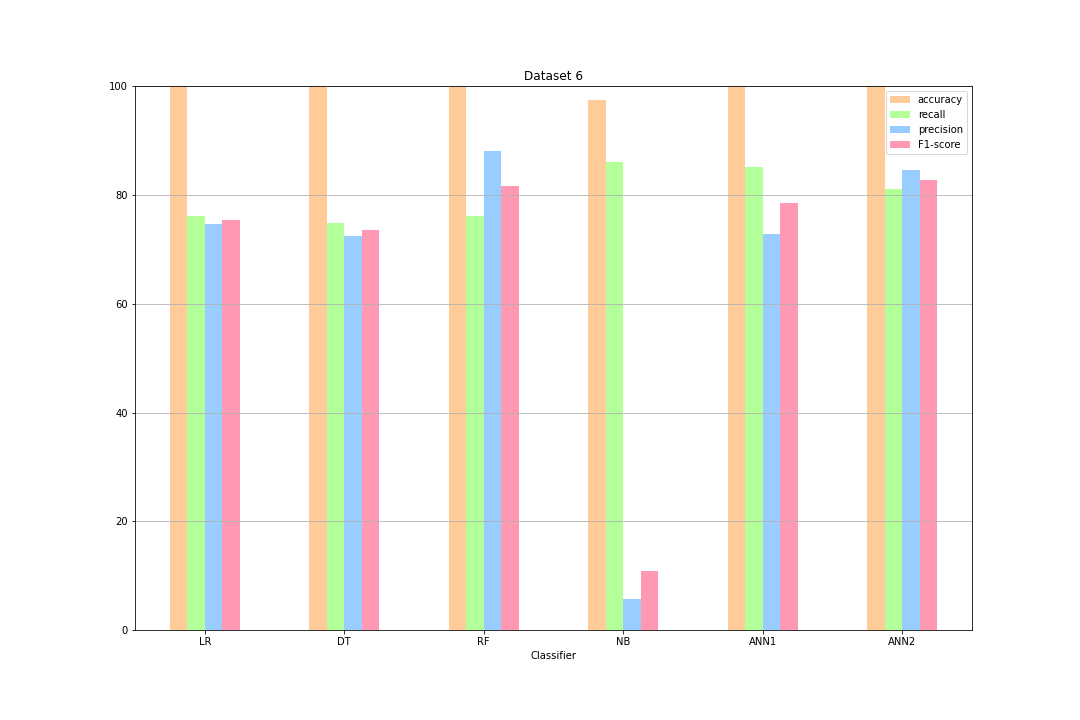 Dataset 6
100
80
60
40
20
0
accuracy
recall
precision
F1-score
LR DT RF NB ANN1 ANN2
Classifier